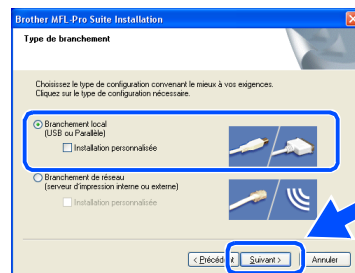 Brother MFL-Pro Suite Installation
Type de branchement
Choisissez le type de configuration convenant le mieux à vos exigences.
Cliquez sur le type de configuration nécessaire.
Branchement local
(USB ou Parallèle)
Installation personnalisée
Branchement de réseau
(serveur d'impression interne ou externe)
Installation personnalisée
< Précédent Suivant > Annuler